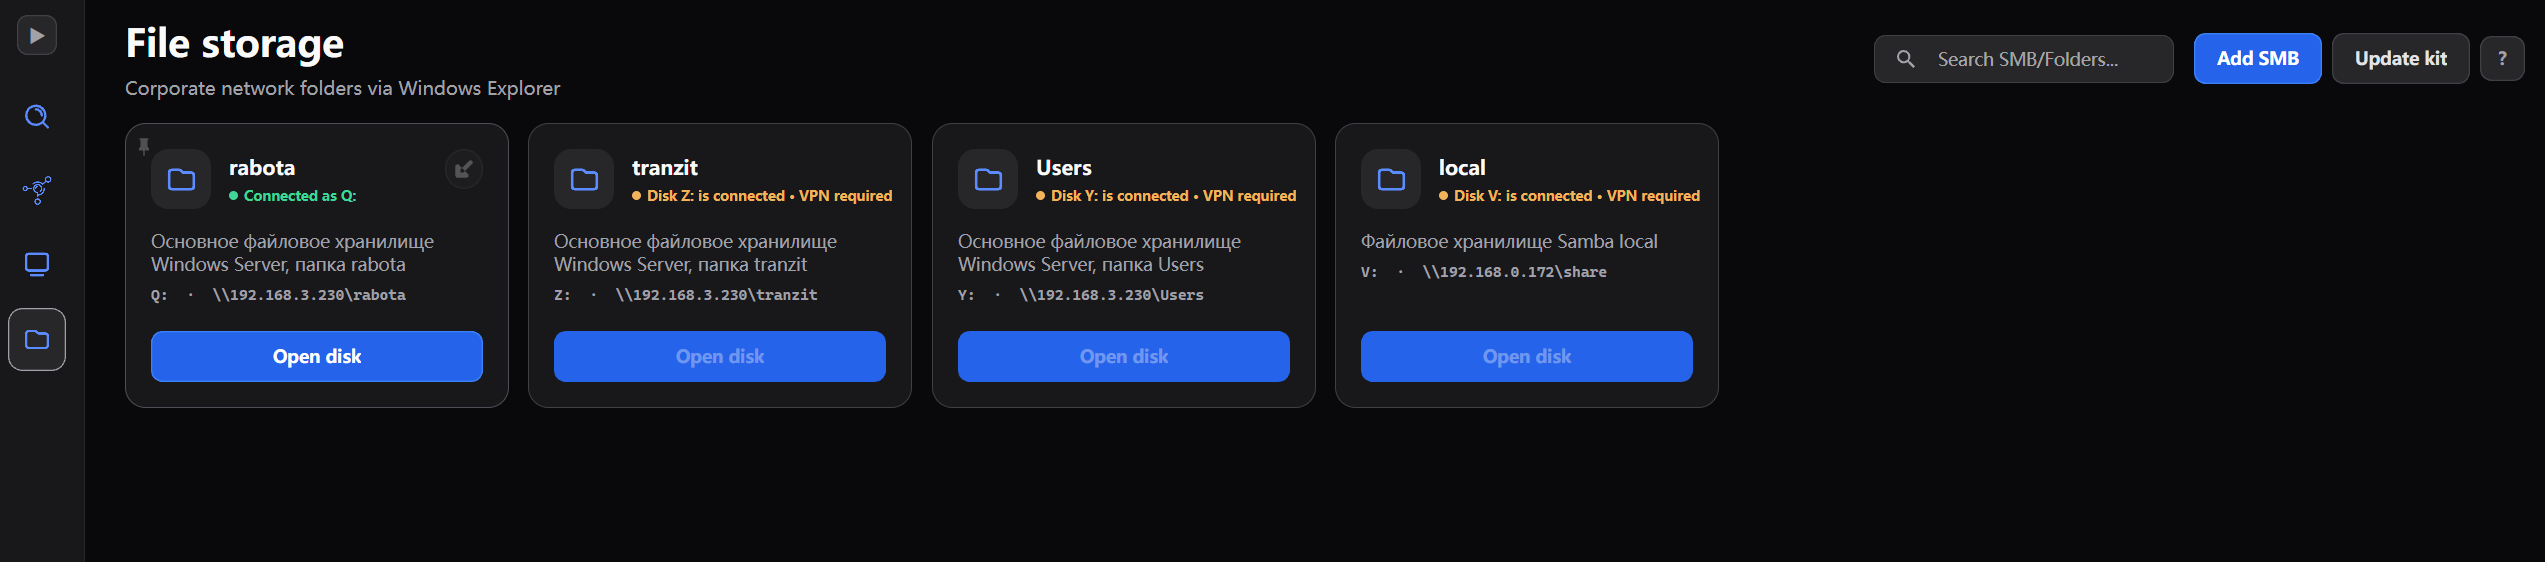 File storage
Corporate network folders via Windows Explorer
Search SMB/Folders...
Add SMB
Update kit
?
rabota
Connected as Q:
Основное файловое хранилище
Windows Server, папка rabota
Q: · \\192.168.3.230\rabota
Open disk
tranzit
Disk Z: is connected • VPN required
Основное файловое хранилище
Windows Server, папка tranzit
Z: · \\192.168.3.230\tranzit
Open disk
Users
Disk Y: is connected • VPN required
Основное файловое хранилище
Windows Server, папка Users
Y: · \\192.168.3.230\Users
Open disk
local
Disk V: is connected • VPN required
Файловое хранилище Samba local
V: · \\192.168.0.172\share
Open disk